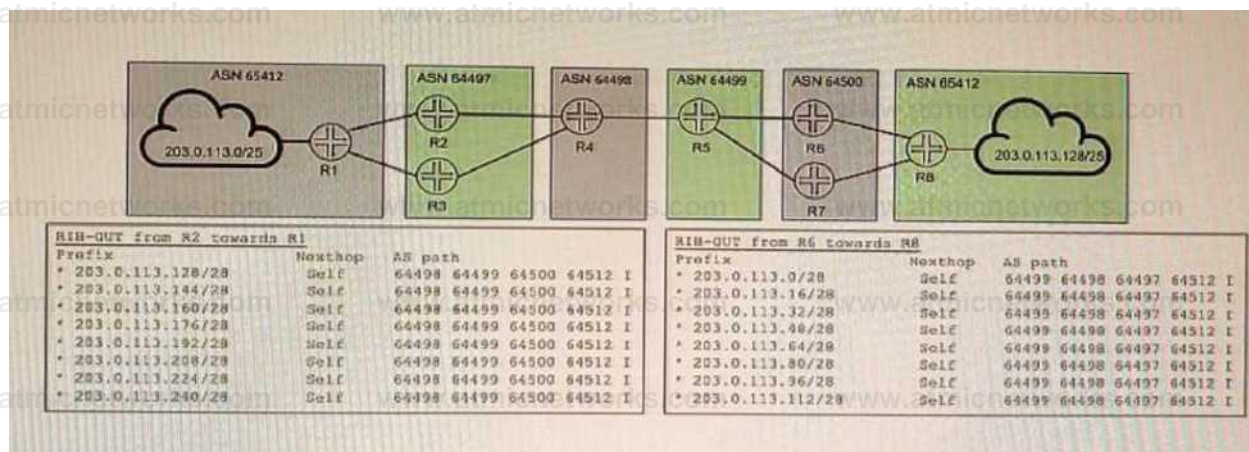 www.atmicnetworks.com www.atmicnetworks.com
ASN 65412 ASN 64497 ASN 64498 ASN 64499 ASN 64500 ASN 65412
203.0.113.0/25 R1 R2 R4 R5 R6 R8 203.0.113.128/25
R3 R7
RIB-OUT from R2 towards R1
Prefix Nexthop AS path
* 203.0.113.128/28 Self 64498 64499 64500 64512 I
* 203.0.113.144/28 Self 64498 64499 64500 64512 I
* 203.0.113.160/28 Self 64498 64499 64500 64512 I
* 203.0.113.176/28 Self 64498 64499 64500 64512 I
* 203.0.113.192/28 Self 64498 64499 64500 64512 I
* 203.0.113.208/28 Self 64498 64499 64500 64512 I
* 203.0.113.224/28 Self 64498 64499 64500 64512 I
* 203.0.113.240/28 Self 64498 64499 64500 64512 I
RIB-OUT from R6 towards R8
Prefix Nexthop AS path
* 203.0.113.0/28 Self 64499 64498 64497 64512 I
* 203.0.113.16/28 Self 64499 64498 64497 64512 I
* 203.0.113.32/28 Self 64499 64498 64497 64512 I
* 203.0.113.48/28 Self 64499 64498 64497 64512 I
* 203.0.113.64/28 Self 64499 64498 64497 64512 I
* 203.0.113.80/28 Self 64499 64498 64497 64512 I
* 203.0.113.96/28 Self 64499 64498 64497 64512 I
* 203.0.113.112/28 Self 64499 64498 64497 64512 I